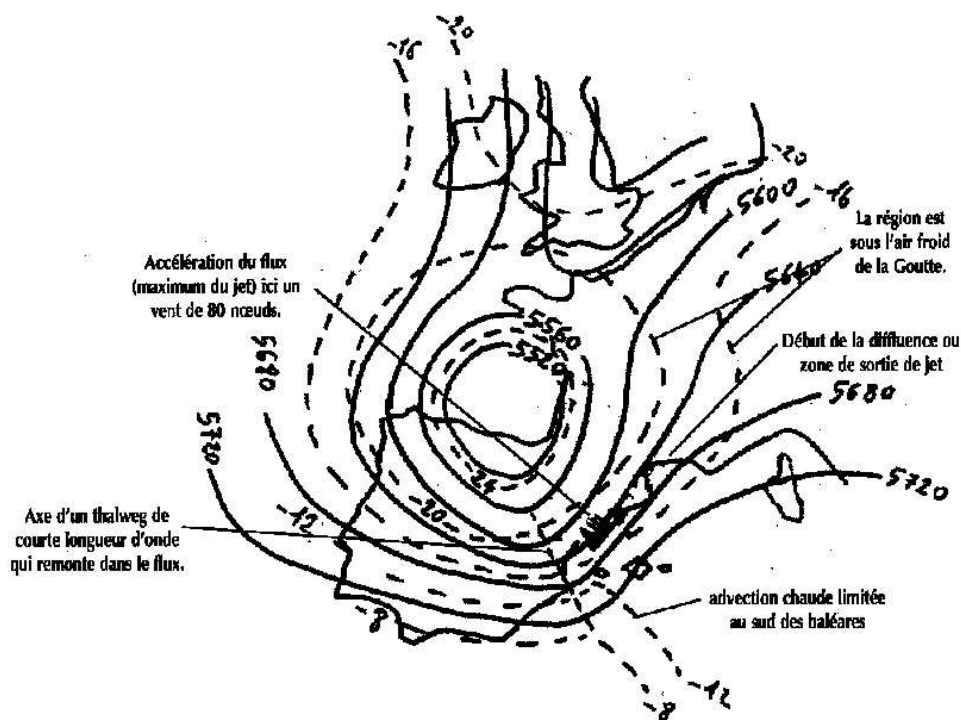 -16
-20
-20
5600
-16
La région est
sous l'air froid
de la Goutte.
5640
Accélération du flux
(maximum du jet) ici un
vent de 80 nœuds.
5560
5520
Début de la diffluence ou
zone de sortie de jet
5680
5680
5720
-24
5720
-20
-12
Axe d'un thalweg de
courte longueur d'onde
qui remonte dans le flux.
-8
advection chaude limitée
au sud des baléares
-12
-8